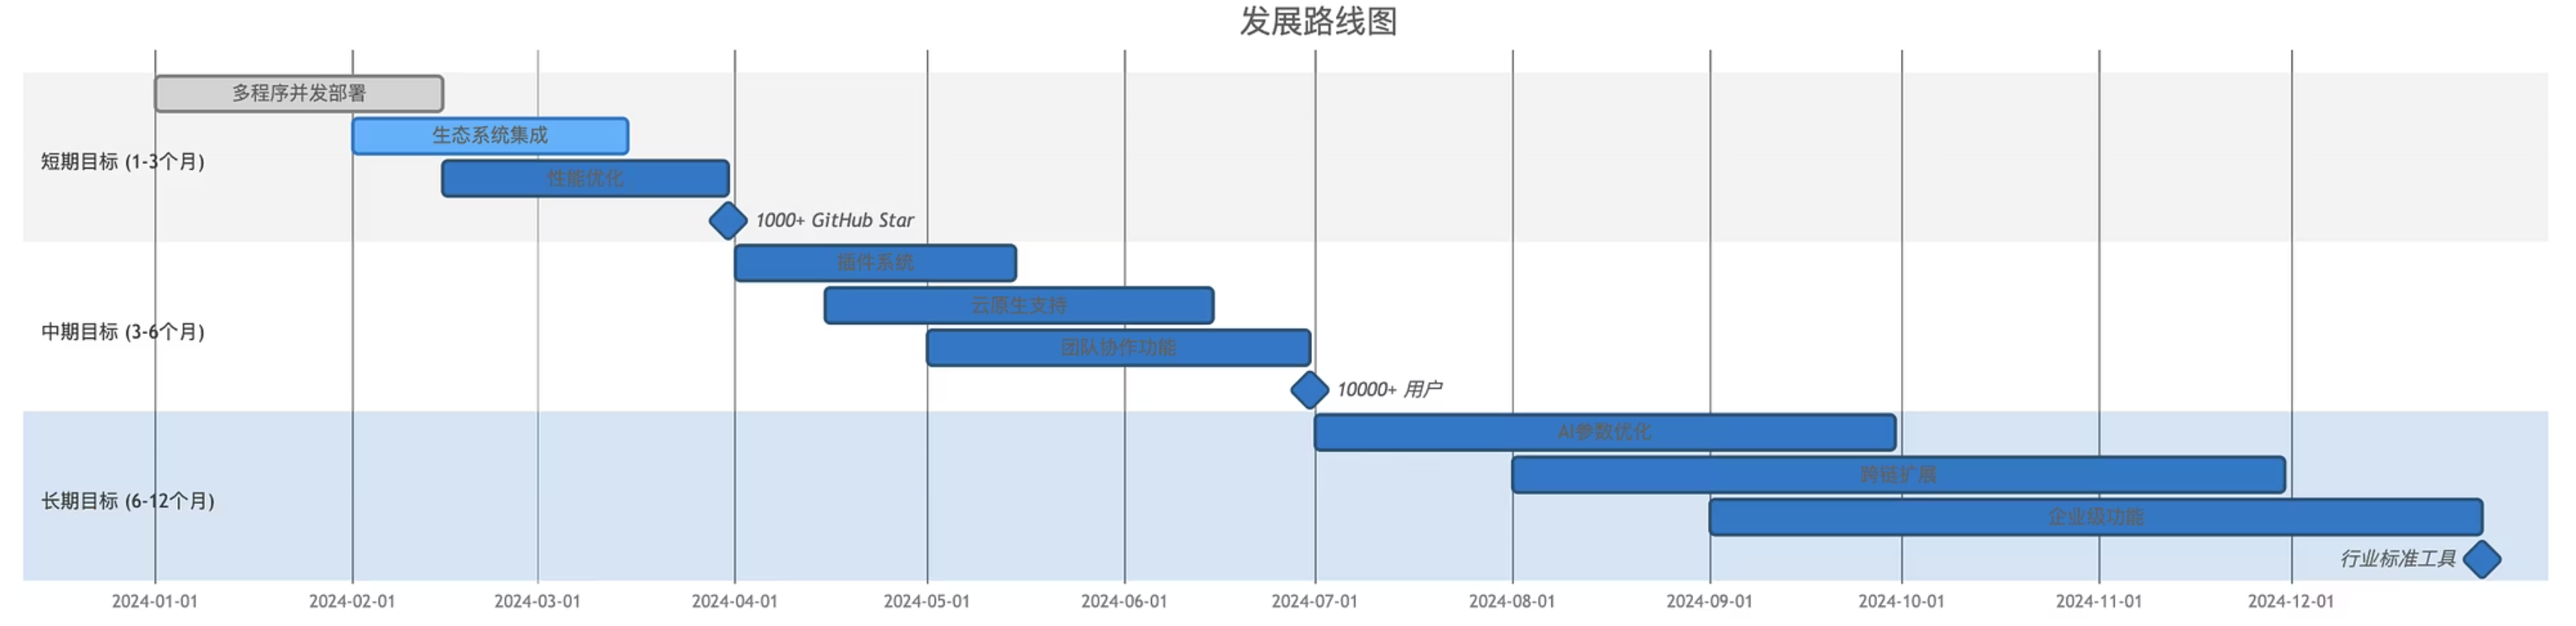 发展路线图
多程序并发部署
生态系统集成
短期目标 (1-3个月)
性能优化
1000+ GitHub Star
插件系统
云原生支持
中期目标 (3-6个月)
团队协作功能
10000+ 用户
AI参数优化
跨链扩展
长期目标 (6-12个月)
企业级功能
行业标准工具
2024-01-01 2024-02-01 2024-03-01 2024-04-01 2024-05-01 2024-06-01 2024-07-01 2024-08-01 2024-09-01 2024-10-01 2024-11-01 2024-12-01